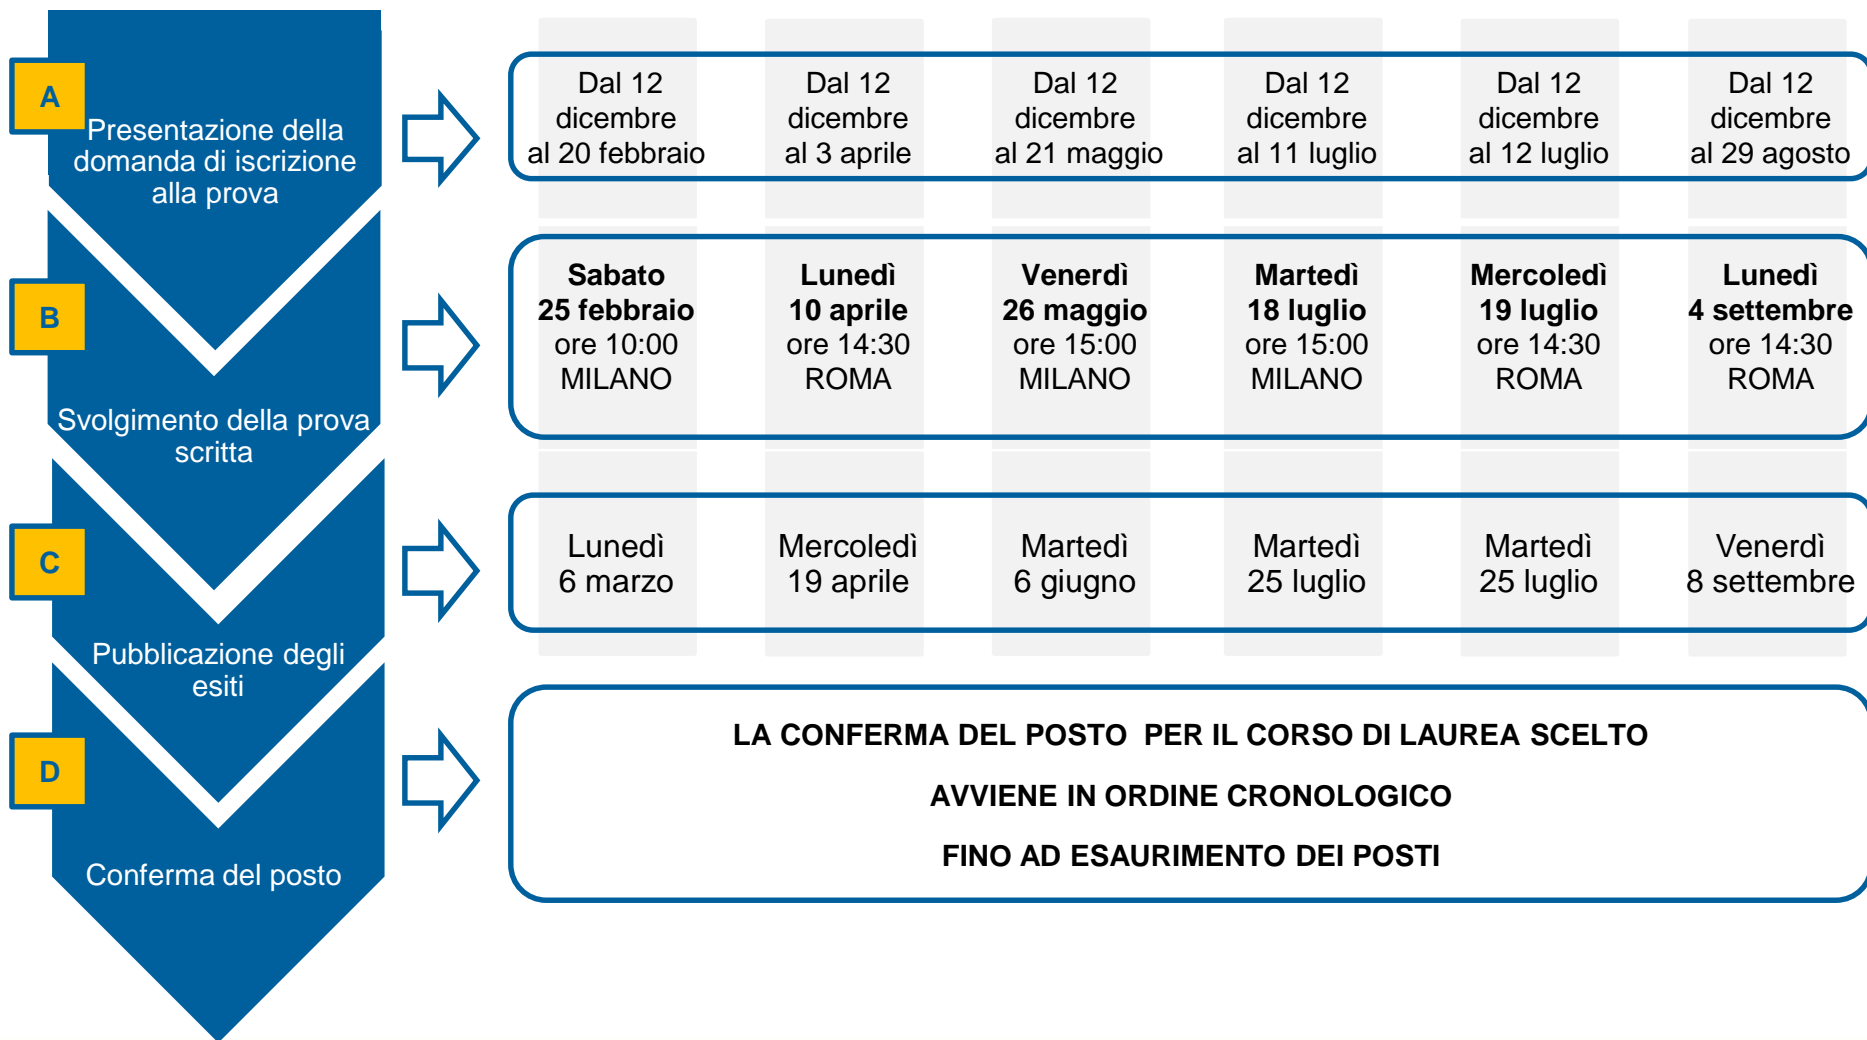 A
Presentazione della
domanda di iscrizione
alla prova
Dal 12
dicembre
al 20 febbraio
Dal 12
dicembre
al 3 aprile
Dal 12
dicembre
al 21 maggio
Dal 12
dicembre
al 11 luglio
Dal 12
dicembre
al 12 luglio
Dal 12
dicembre
al 29 agosto
B
Svolgimento della prova
scritta
Sabato
25 febbraio
ore 10:00
MILANO
Lunedì
10 aprile
ore 14:30
ROMA
Venerdì
26 maggio
ore 15:00
MILANO
Martedì
18 luglio
ore 15:00
MILANO
Mercoledì
19 luglio
ore 14:30
ROMA
Lunedì
4 settembre
ore 14:30
ROMA
C
Pubblicazione degli
esiti
Lunedì
6 marzo
Mercoledì
19 aprile
Martedì
6 giugno
Martedì
25 luglio
Martedì
25 luglio
Venerdì
8 settembre
D
Conferma del posto
LA CONFERMA DEL POSTO  PER IL CORSO DI LAUREA SCELTO
AVVIENE IN ORDINE CRONOLOGICO
FINO AD ESAURIMENTO DEI POSTI